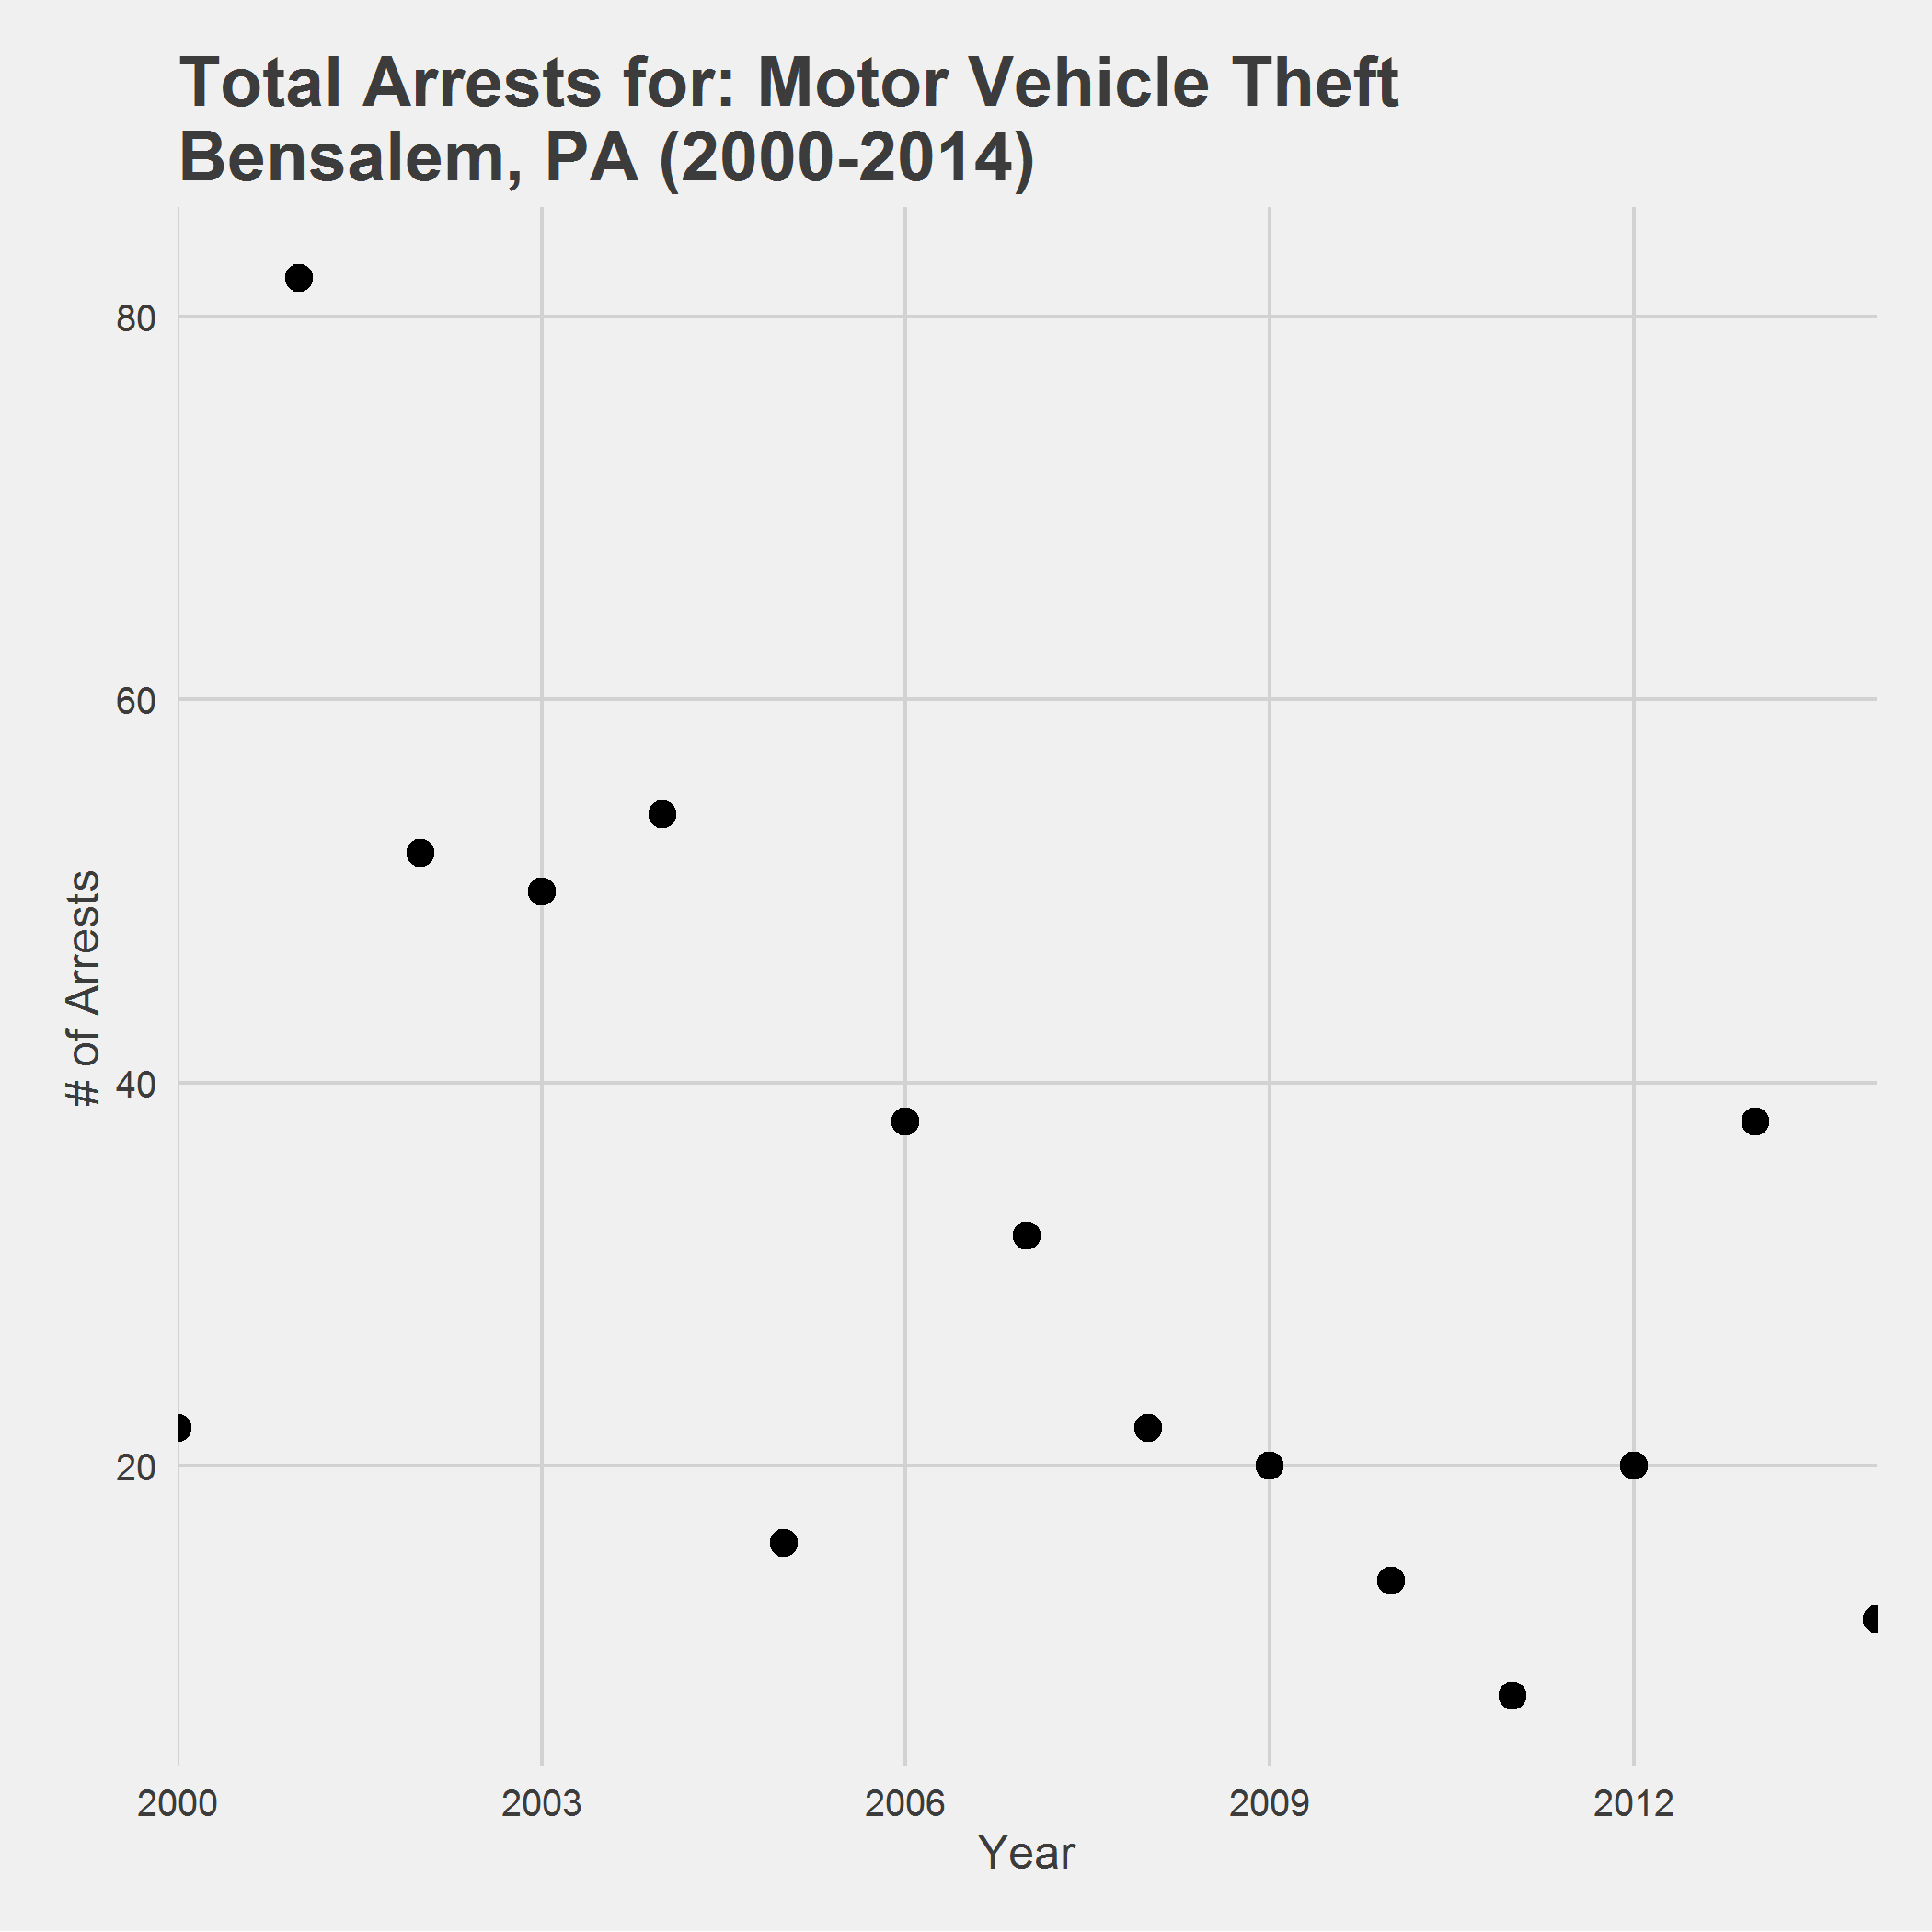 Total Arrests for: Motor Vehicle Theft
Bensalem, PA (2000-2014)
80
60
40
20
# of Arrests
2000 2003 2006 2009 2012
Year